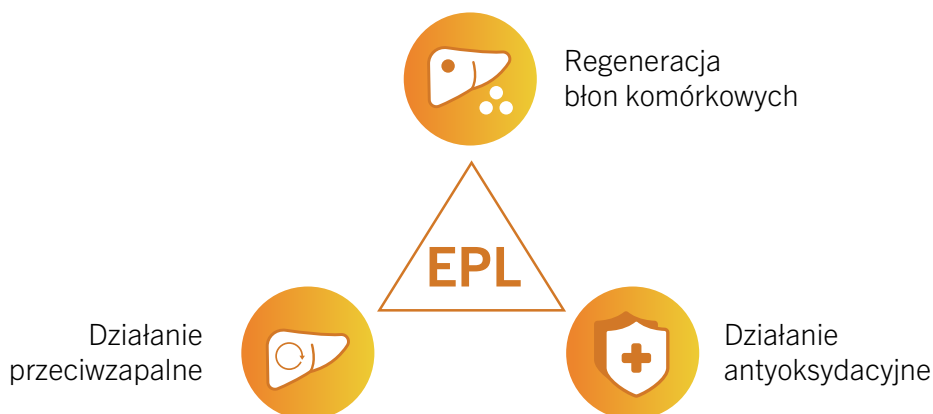 Regeneracja
błon komórkowych
EPL
Działanie
przeciwzapalne
Działanie
antyoksydacyjne